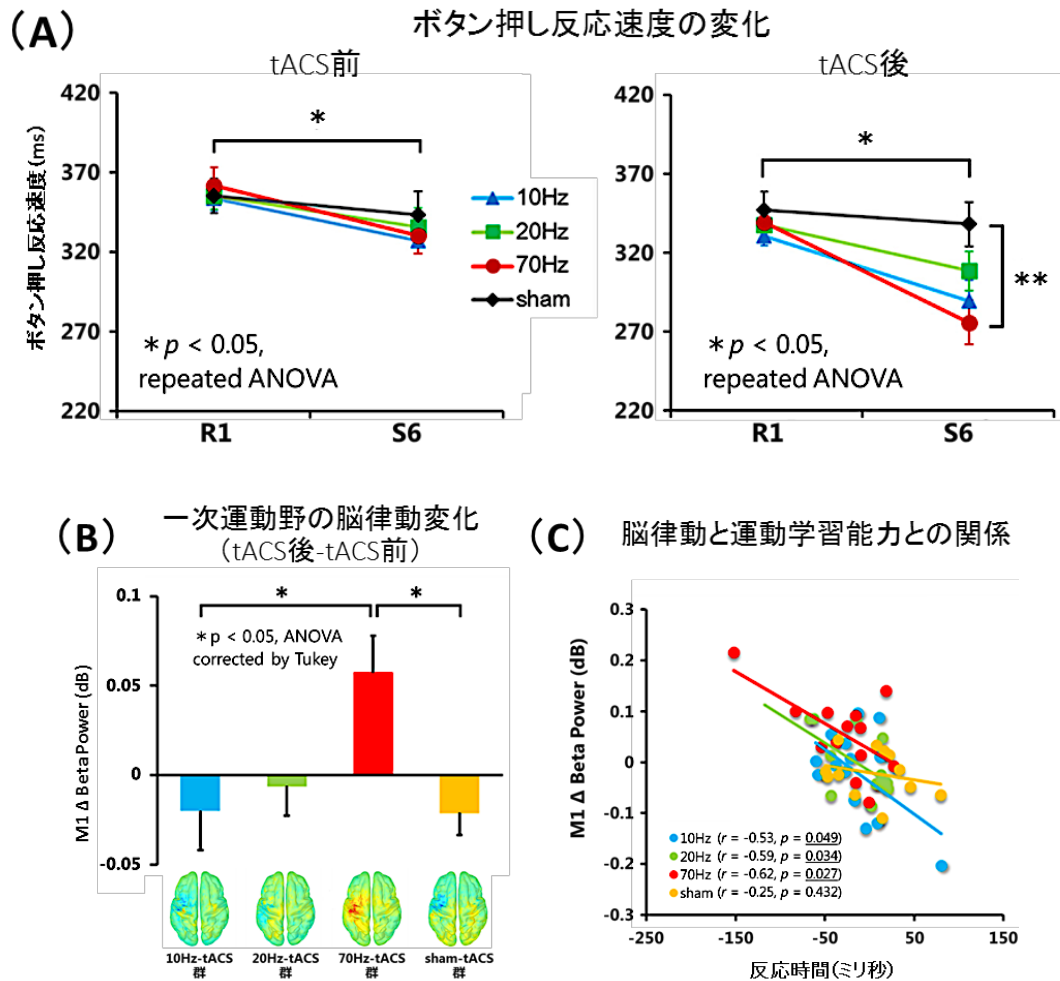 (A)
ボタン押し反応速度の変化
tACS前
tACS後
ボタン押し反応速度(ms)
420
370
320
270
220
*
10Hz
20Hz
70Hz
sham
* p < 0.05,
repeated ANOVA
R1
S6
420
370
320
270
220
*
**
* p < 0.05,
repeated ANOVA
R1
S6
(B)
一次運動野の脳律動変化
(tACS後-tACS前)
M1 Δ Beta Power (dB)
0.1
0.05
0
-0.05
*
*
* p < 0.05, ANOVA
corrected by Tukey
10Hz-tACS
群
20Hz-tACS
群
70Hz-tACS
群
sham-tACS
群
(C)
脳律動と運動学習能力との関係
M1 Δ Beta Power (dB)
0.3
0.2
0.1
0
-0.1
-0.2
-0.3
10Hz (r = -0.53, p = 0.049)
20Hz (r = -0.59, p = 0.034)
70Hz (r = -0.62, p = 0.027)
sham (r = -0.25, p = 0.432)
-250
-150
-50
50
150
反応時間(ミリ秒)